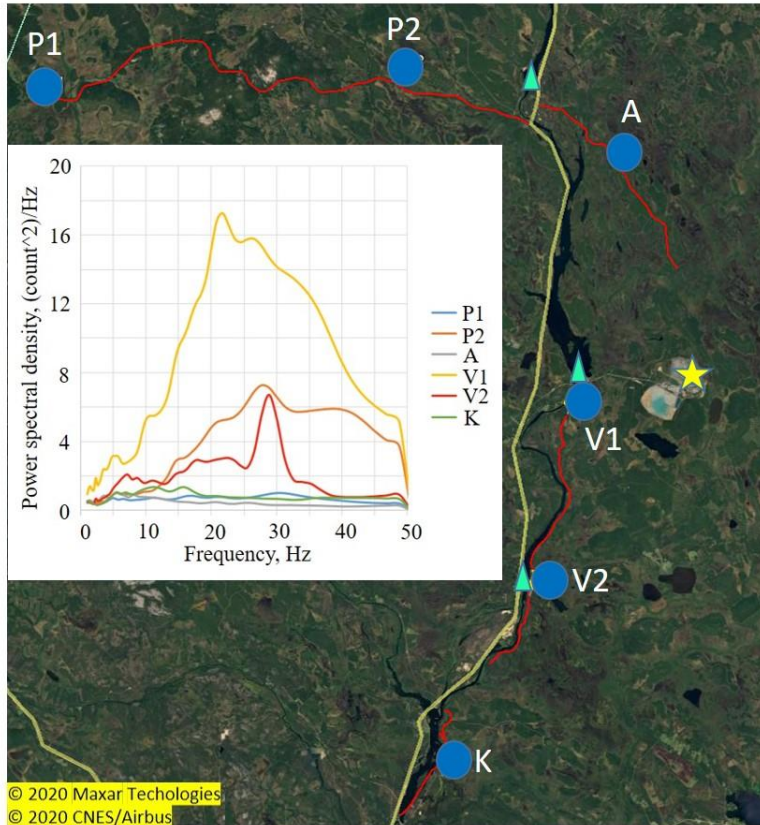 P1
P2
A
20
16
12
8
4
0
Power spectral density, (count^2)/Hz
0 10 20 30 40 50
Frequency, Hz
P1
P2
A
V1
V2
K
V1
V2
K
© 2020 Maxar Techologies
© 2020 CNES/Airbus